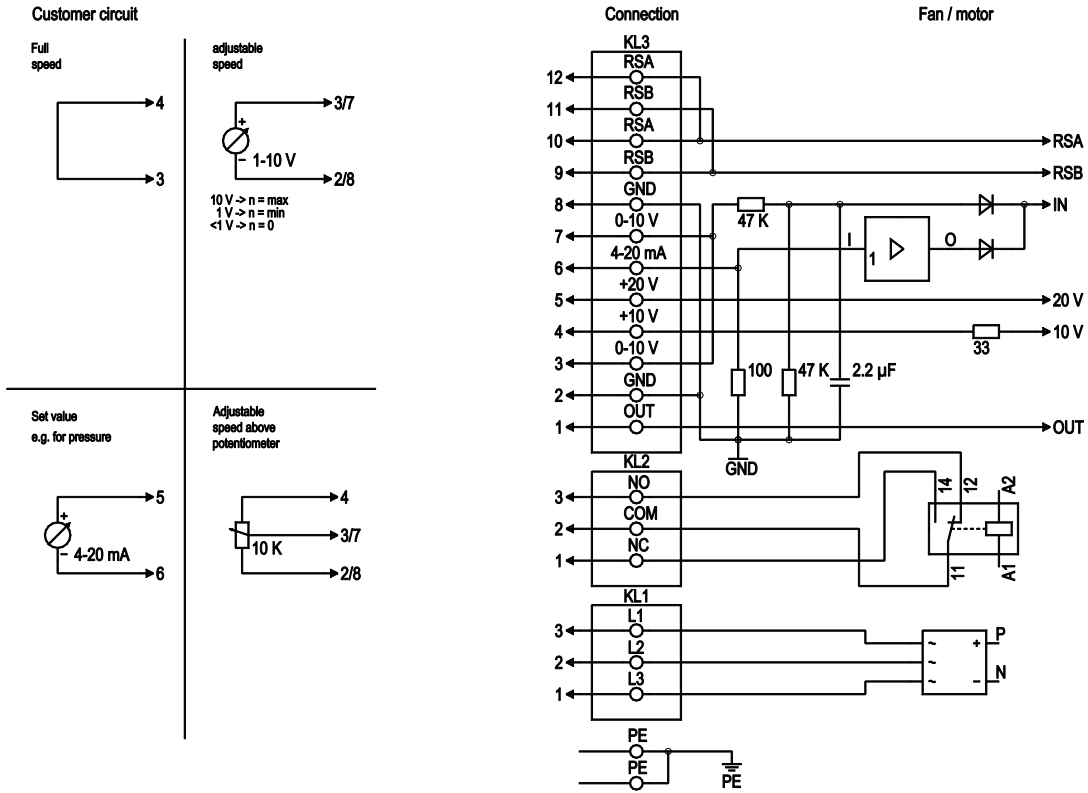 Customer circuit
Full
speed
4
3
adjustable
speed
3/7
+
1-10 V
–
2/8
10 V -> n = max
1 V -> n = min
<1 V -> n = 0
Set value
e.g. for pressure
5
+
4-20 mA
–
6
Adjustable
speed above
potentiometer
4
3/7
10 K
2/8
Connection
Fan / motor
KL3
12 RSA
11 RSB
10 RSA RSA
9 RSB RSB
8 GND IN
47 K
7 0-10 V
I 1 O
6 4-20 mA
5 +20 V 20 V
4 +10 V 10 V
33
3 0-10 V
100 47 K 2.2 µF
2 GND
1 OUT OUT
GND
KL2
3 NO
14 12 A2
2 COM
1 NC
11 A1
KL1
3 L1
~ + P
2 L2
~
1 L3
~ – N
PE
PE
PE